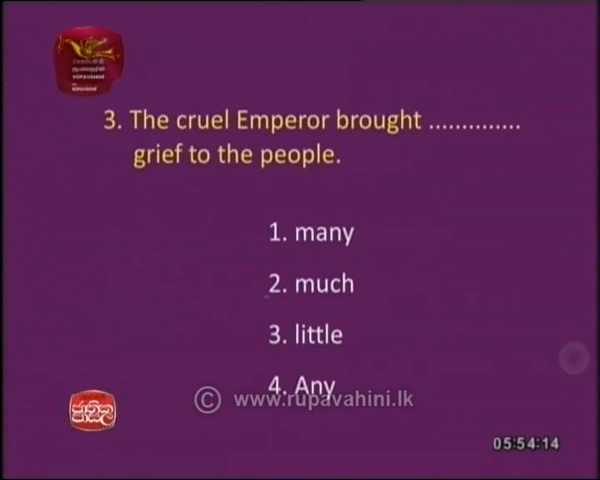 3. The cruel Emperor brought ..............
grief to the people.
1. many
2. much
3. little
4. Any
© www.rupavahini.lk
ජාතික
පාසල
05:54:14